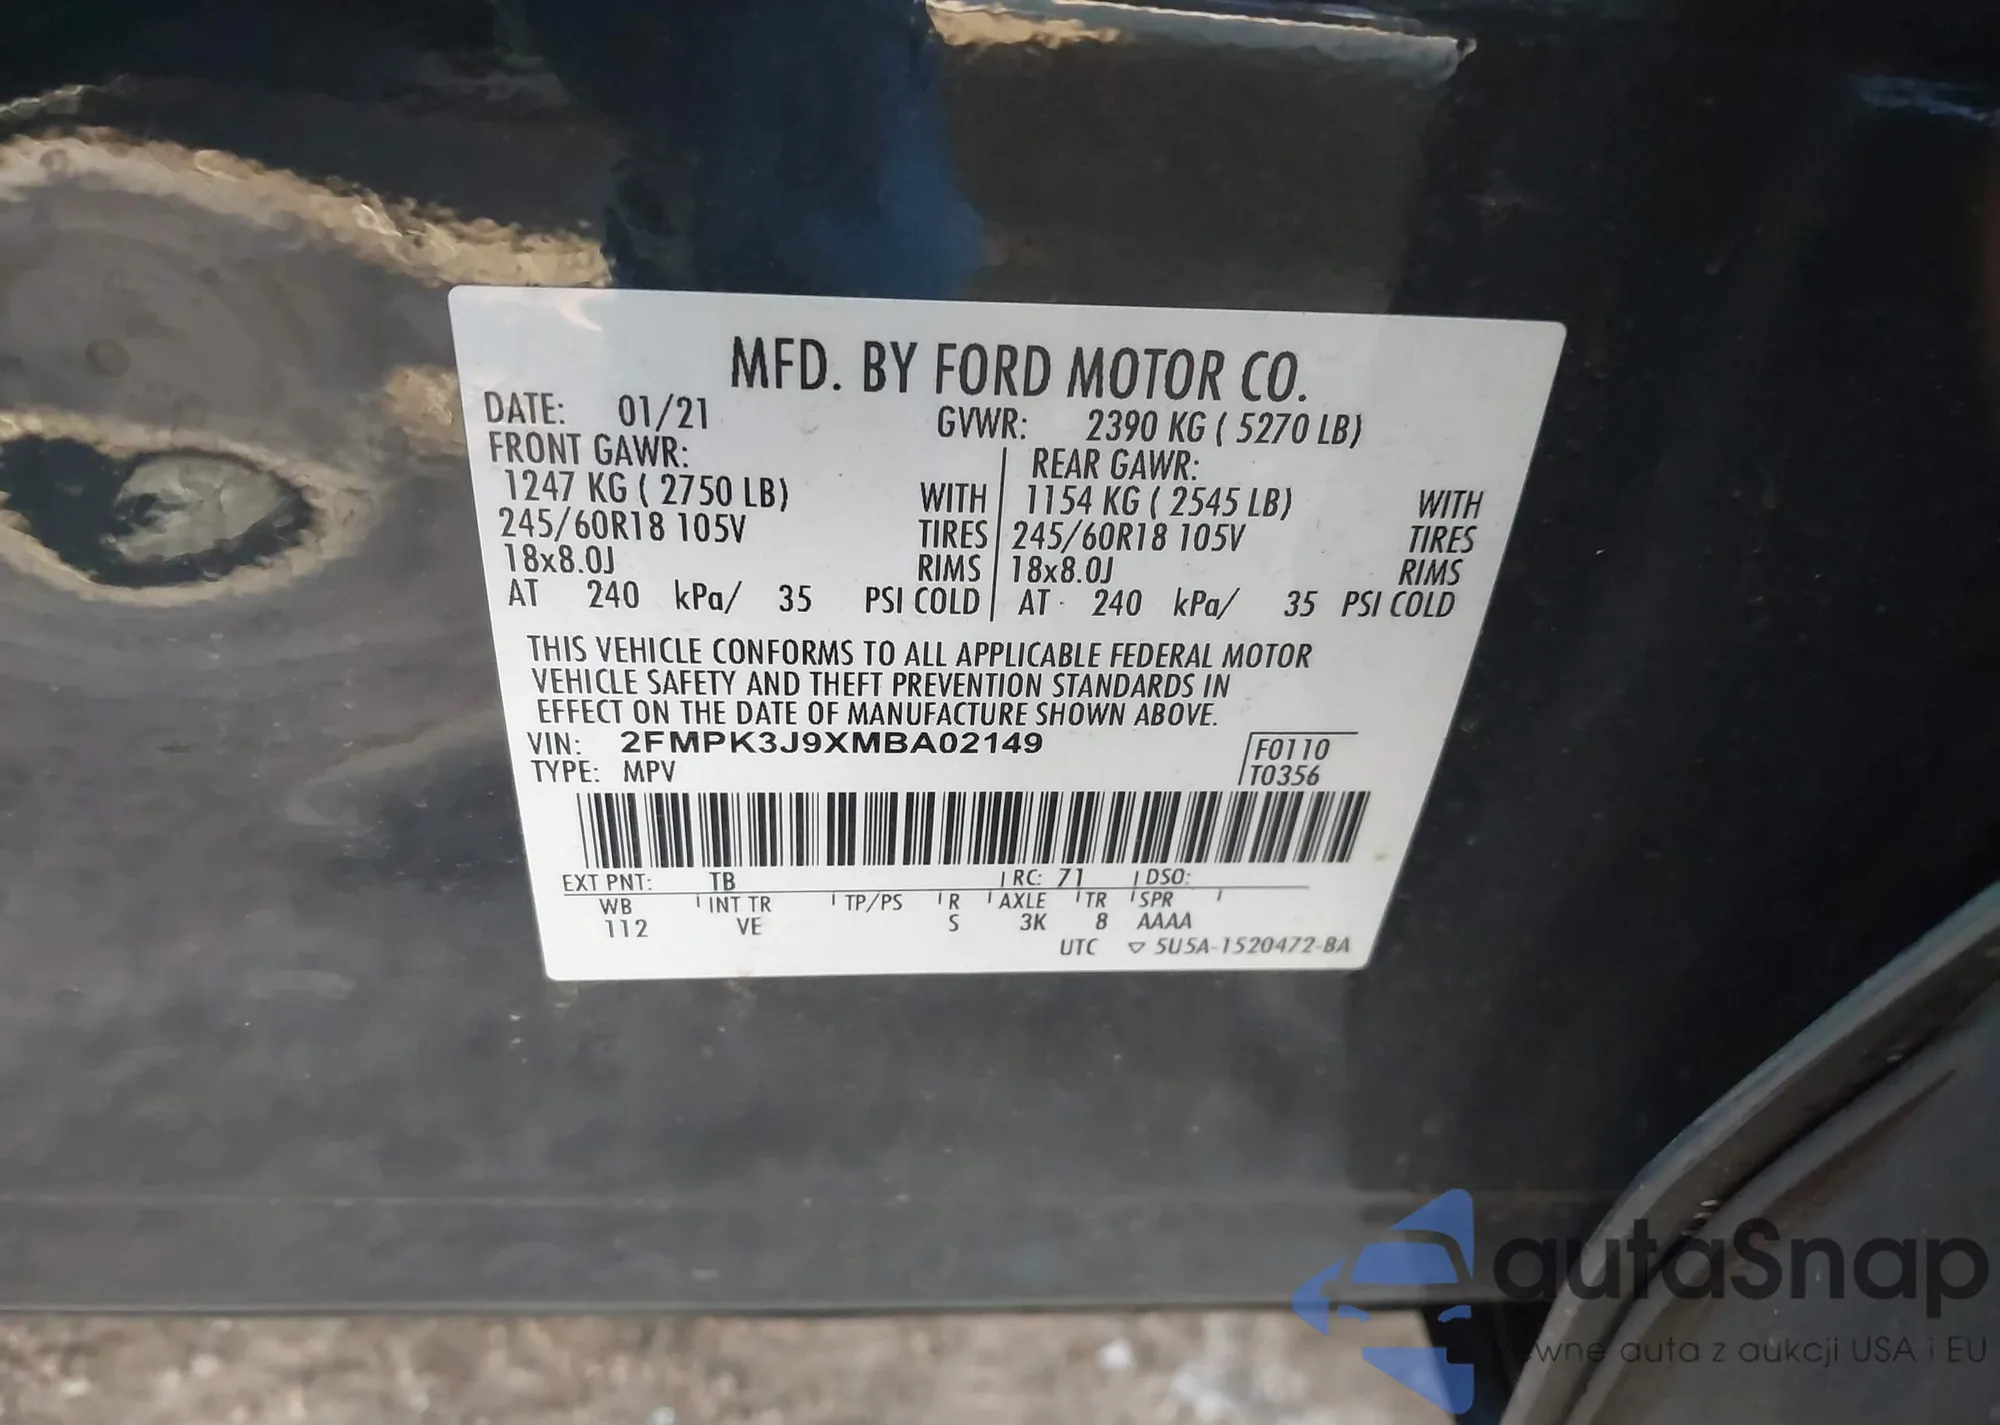 MFD. BY FORD MOTOR CO.
DATE: 01/21 GVWR: 2390 KG ( 5270 LB)
FRONT GAWR: REAR GAWR:
1247 KG ( 2750 LB) WITH 1154 KG ( 2545 LB) WITH
245/60R18 105V TIRES 245/60R18 105V TIRES
18x8.0J RIMS 18x8.0J RIMS
AT 240 kPa/ 35 PSI COLD AT 240 kPa/ 35 PSI COLD
THIS VEHICLE CONFORMS TO ALL APPLICABLE FEDERAL MOTOR
VEHICLE SAFETY AND THEFT PREVENTION STANDARDS IN
EFFECT ON THE DATE OF MANUFACTURE SHOWN ABOVE.
VIN: 2FMPK3J9XMBA02149 F0110
TYPE: MPV T0356
EXT PNT: TB RC: 71 DSO:
WB INT TR TP/PS R AXLE TR SPR
112 VE S 3K 8 AAAA
UTC ▽ 5U5A-1520472-BA
autaSnap
auta z aukcji USA i EU